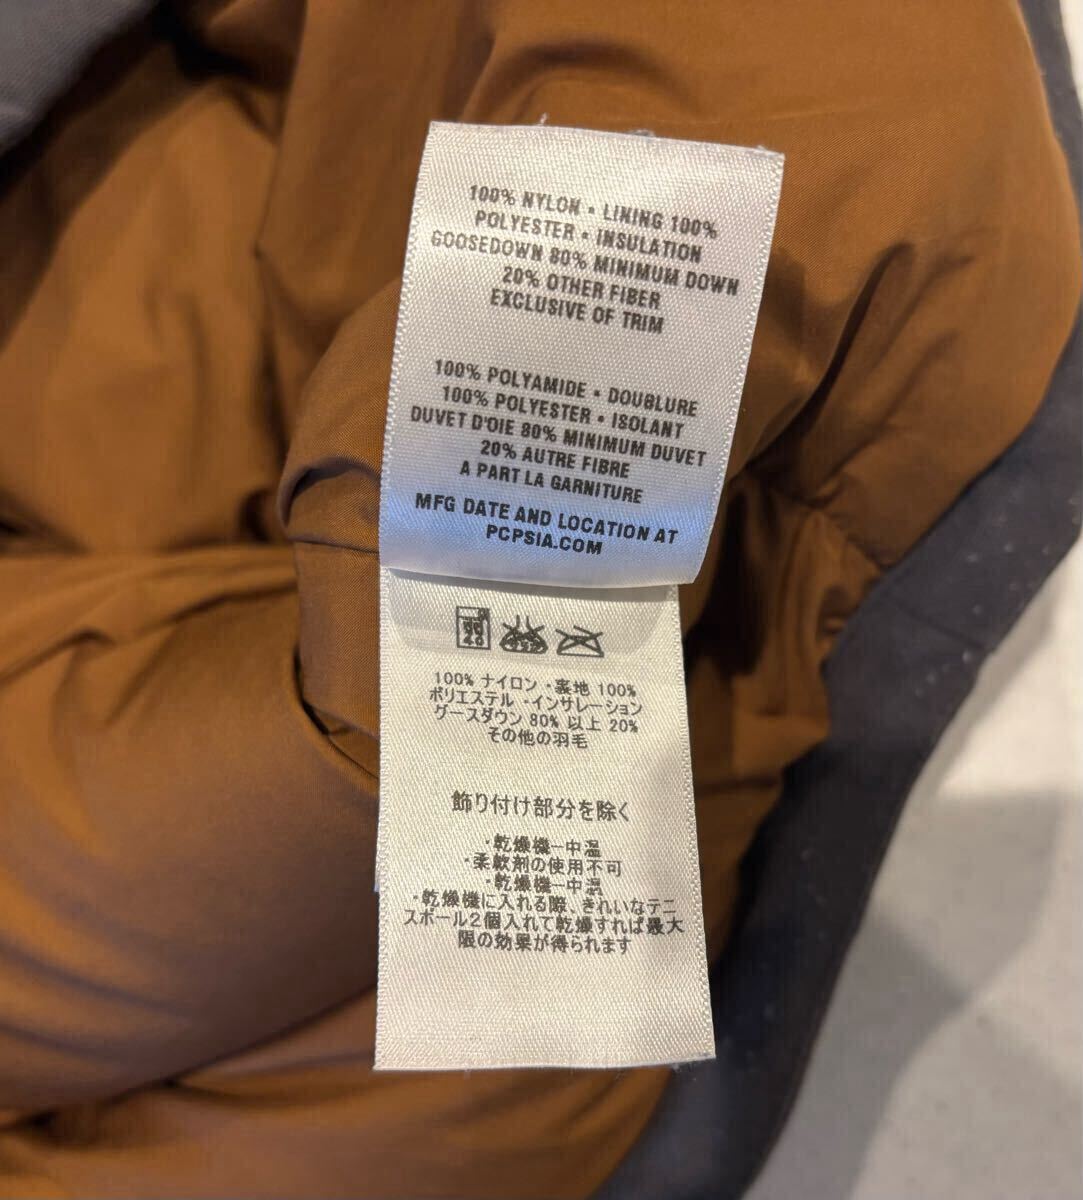 100% NYLON • LINING 100%
POLYESTER • INSULATION
GOOSEDOWN 80% MINIMUM DOWN
20% OTHER FIBER
EXCLUSIVE OF TRIM
100% POLYAMIDE • DOUBLURE
100% POLYESTER • ISOLANT
DUVET D'OIE 80% MINIMUM DUVET
20% AUTRE FIBRE
A PART LA GARNITURE
MFG DATE AND LOCATION AT
PCPSIA.COM
100% ナイロン・裏地 100%
ポリエステル ・インサレーション
グースダウン 80% 以上 20%
その他の羽毛
飾り付け部分を除く
・乾燥機ー中温
・柔軟剤の使用不可
・乾燥機ー中温
・乾燥機に入れる際、きれいなテニ
スボール2個入れて乾燥すれば最大
限の効果が得られます